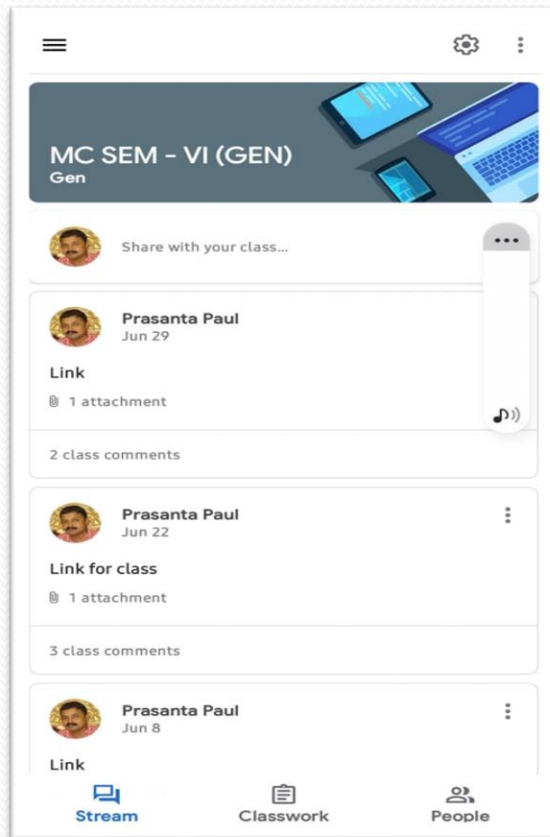 MC SEM - VI (GEN)
Gen
Share with your class...
Prasanta Paul
Jun 29
Link
1 attachment
2 class comments
Prasanta Paul
Jun 22
Link for class
1 attachment
3 class comments
Prasanta Paul
Jun 8
Link
Stream Classwork People